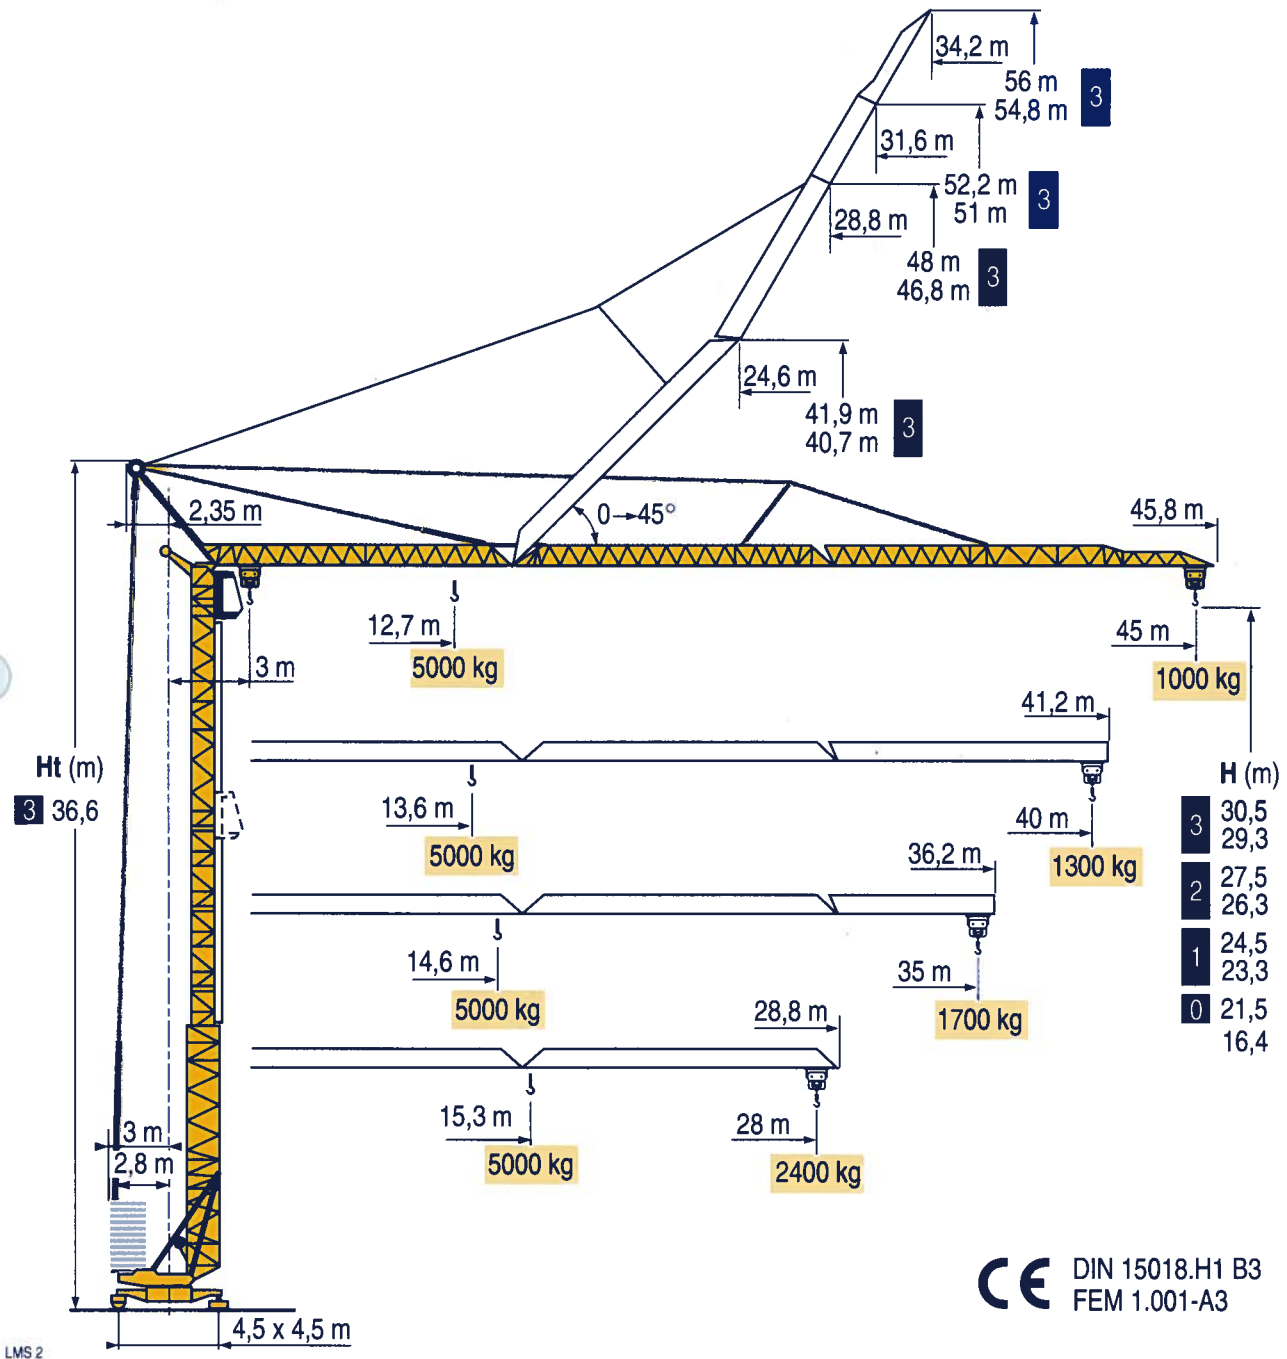 34,2 m
56 m
54,8 m
3
31,6 m
52,2 m
51 m
3
28,8 m
48 m
46,8 m
3
24,6 m
41,9 m
40,7 m
3
2,35 m
0→45°
45,8 m
12,7 m
5000 kg
3 m
45 m
1000 kg
41,2 m
Ht (m)
3 36,6
13,6 m
5000 kg
40 m
1300 kg
H (m)
3 30,5
29,3
2 27,5
26,3
1 24,5
23,3
0 21,5
16,4
36,2 m
14,6 m
5000 kg
35 m
1700 kg
28,8 m
15,3 m
5000 kg
28 m
2400 kg
3 m
2,8 m
4,5 x 4,5 m
CE
DIN 15018.H1 B3
FEM 1.001-A3
LMS 2